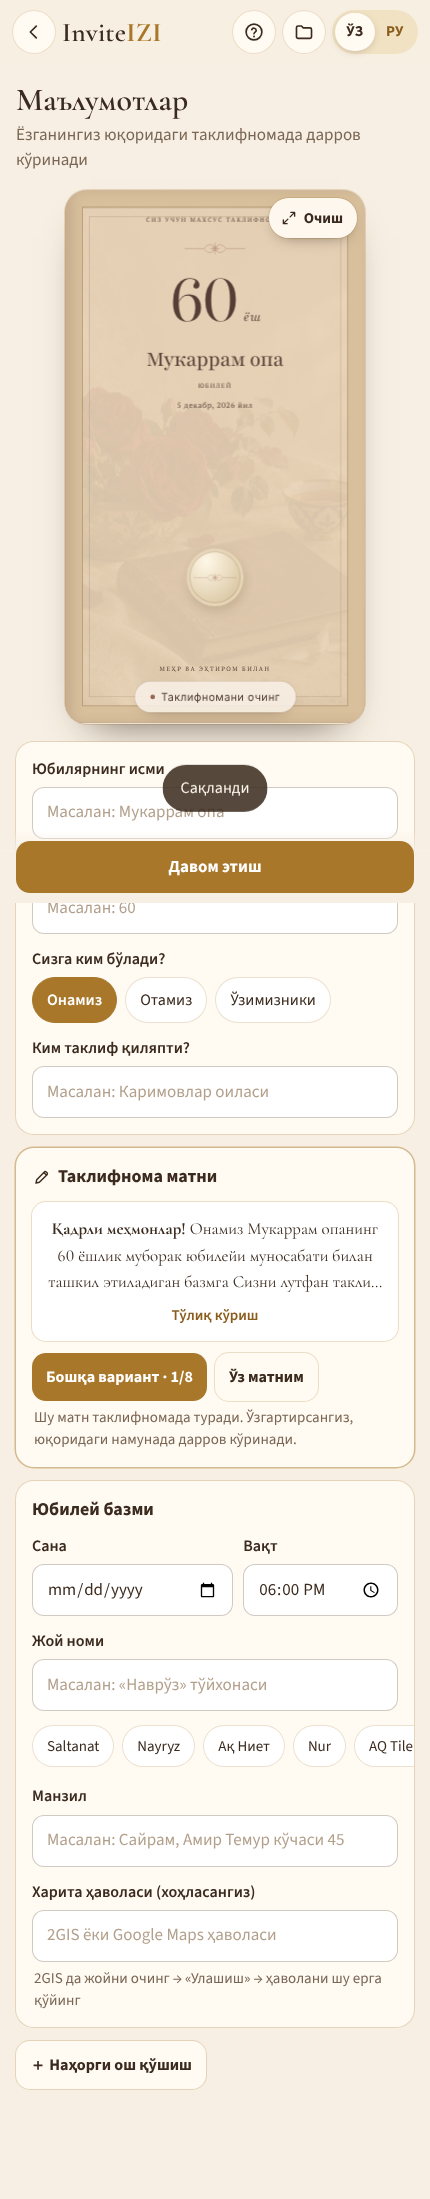 InviteIZI
ЎЗ
РУ
Маълумотлар
Ёзганингиз юқоридаги таклифномада дарров
кўринади
СИЗ УЧУН МАХСУС
Очиш
60 ёш
Мукаррам опа
ЮБИЛЕЙ
5 декабр, 2026 йил
МЕҲР ВА ЭҲТИРОМ БИЛАН
Таклифномани очинг
Юбилярнинг исми
Сақланди
Масалан: Мукаррам опа
Давом этиш
Масалан: 60
Сизга ким бўлади?
Онамиз
Отамиз
Ўзимизники
Ким таклиф қиляпти?
Масалан: Каримовлар оиласи
Таклифнома матни
Қадрли меҳмонлар! Онамиз Мукаррам опанинг
60 ёшлик муборак юбилейи муносабати билан
ташкил этиладиган базмга Сизни лутфан такли...
Тўлиқ кўриш
Бошқа вариант · 1/8
Ўз матним
Шу матн таклифномада туради. Ўзгартирсангиз,
юқоридаги намунада дарров кўринади.
Юбилей базми
Сана
Вақт
mm/dd/yyyy
06:00 PM
Жой номи
Масалан: «Наврўз» тўйхонаси
Saltanat
Nayryz
Ақ Ниет
Nur
AQ Tile
Манзил
Масалан: Сайрам, Амир Темур кўчаси 45
Харита ҳаволаси (хоҳласангиз)
2GIS ёки Google Maps ҳаволаси
2GIS да жойни очинг → «Улашиш» → ҳаволани шу ерга
қўйинг
+ Наҳорги ош қўшиш